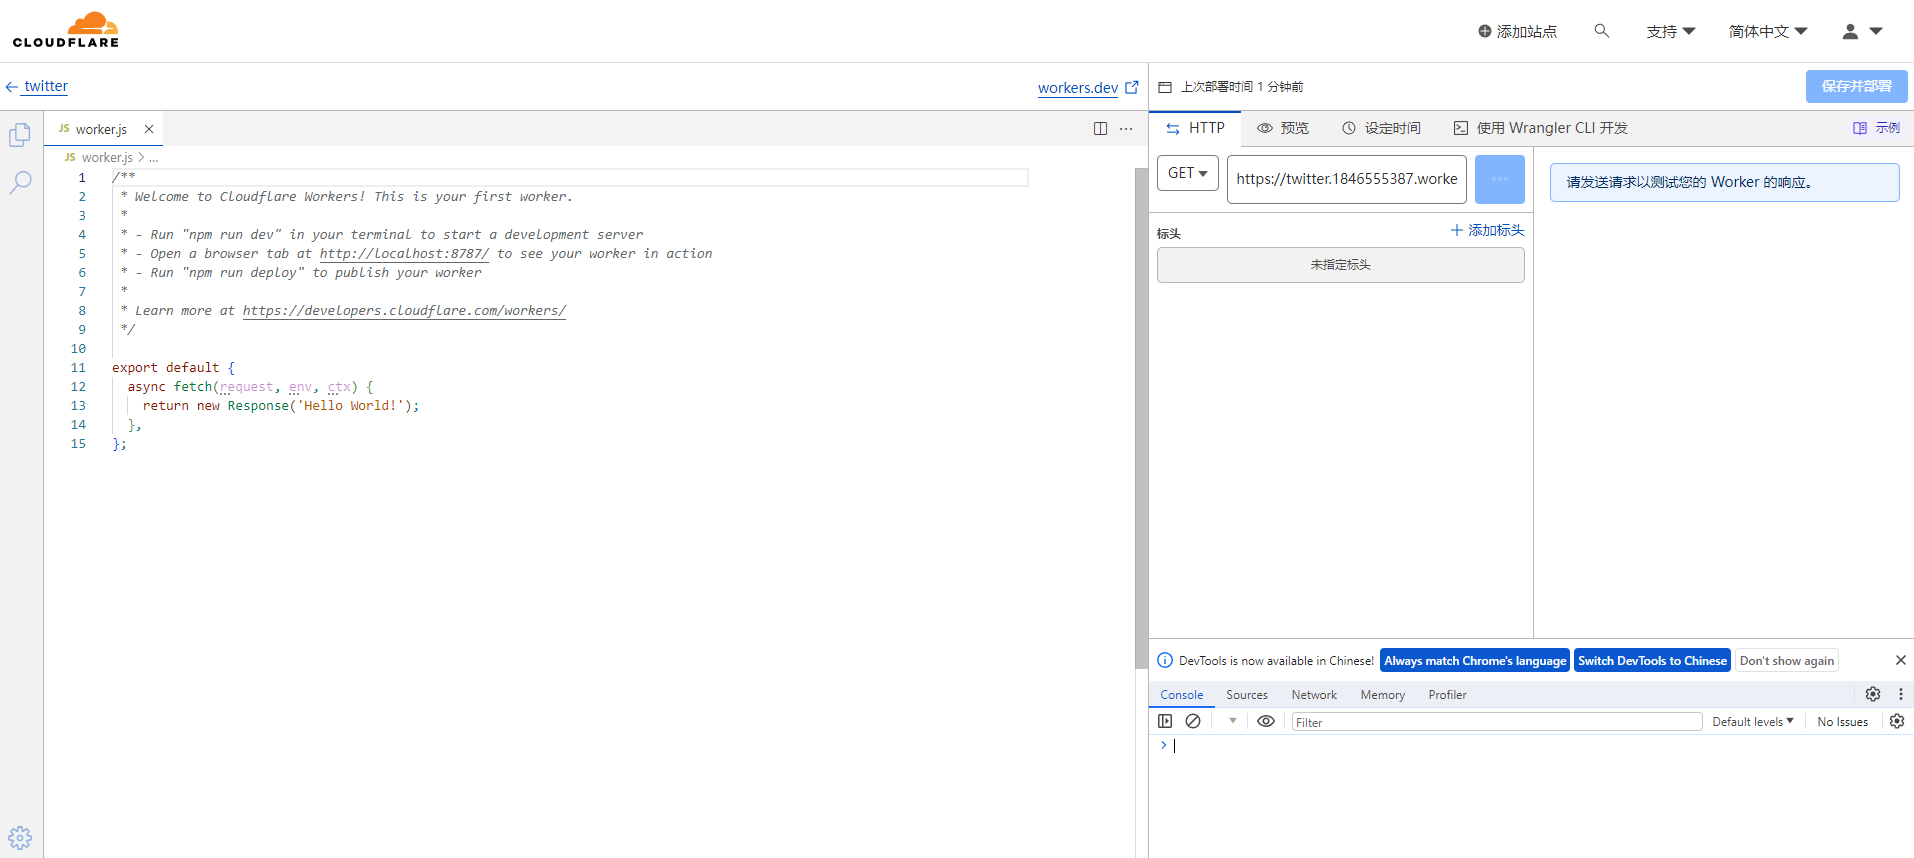 CLOUDFLARE
添加站点
支持
简体中文
twitter
workers.dev
上次部署时间 1 分钟前
保存并部署
JS worker.js
HTTP
预览
设定时间
使用 Wrangler CLI 开发
示例
JS worker.js > ...
1 /**
2 * Welcome to Cloudflare Workers! This is your first worker.
3 *
4 * - Run "npm run dev" in your terminal to start a development server
5 * - Open a browser tab at http://localhost:8787/ to see your worker in action
6 * - Run "npm run deploy" to publish your worker
7 *
8 * Learn more at https://developers.cloudflare.com/workers/
9 */
10
11 export default {
12 async fetch(request, env, ctx) {
13 return new Response('Hello World!');
14 },
15 };
GET
https://twitter.1846555387.worke
请发送请求以测试您的 Worker 的响应。
标头
添加标头
未指定标头
DevTools is now available in Chinese!
Always match Chrome's language
Switch DevTools to Chinese
Don't show again
Console
Sources
Network
Memory
Profiler
Filter
Default levels
No Issues